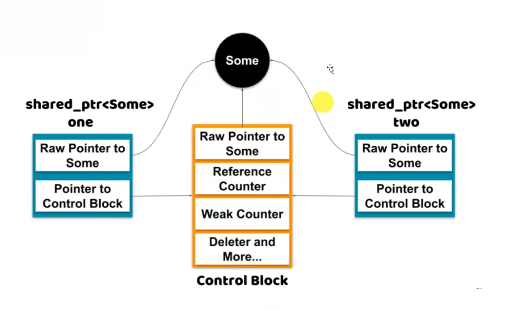 Some
shared_ptr<Some>
one
Raw Pointer to
Some
Pointer to
Control Block
Raw Pointer to
Some
Reference
Counter
Weak Counter
Deleter and
More...
Control Block
shared_ptr<Some>
two
Raw Pointer to
Some
Pointer to
Control Block